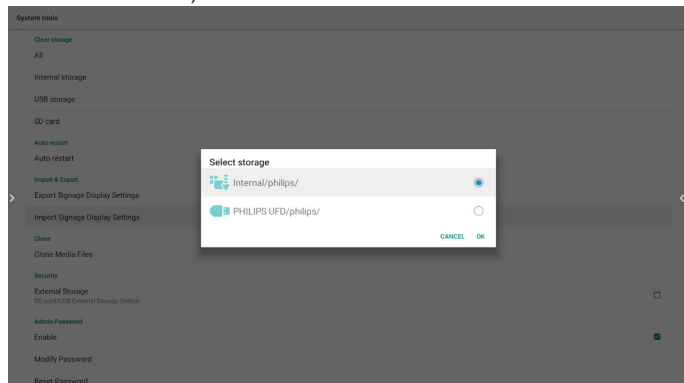 System tools
Clear storage
All
Internal storage
USB storage
SD card
Auto restart
Auto restart
Import & Export
Export Signage Display Settings
Import Signage Display Settings
Clone
Clone Media Files
Security
External Storage
SD card/USB External Storage Unlock
Admin Password
Enable
Modify Password
Reset Password
Select storage
Internal/philips/
PHILIPS UFD/philips/
CANCEL OK